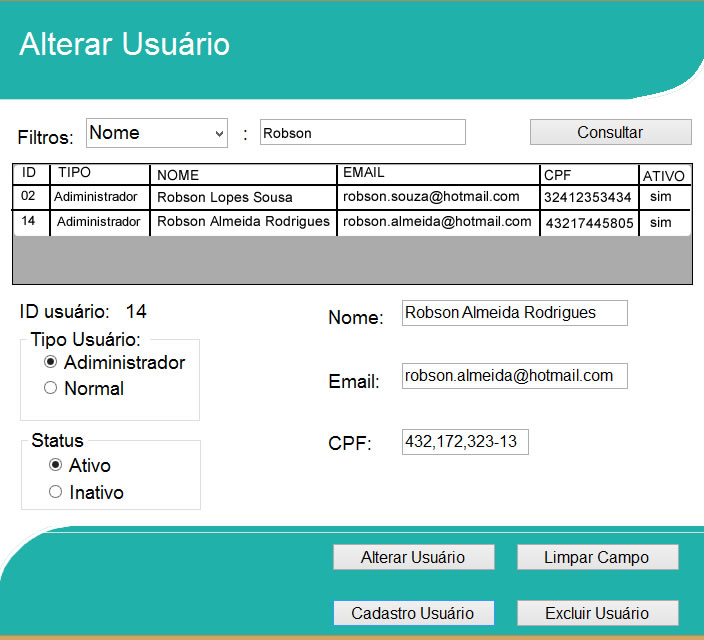 Alterar Usuário
Filtros: Nome : Robson Consultar
ID TIPO NOME EMAIL CPF ATIVO
02 Adiministrador Robson Lopes Sousa robson.souza@hotmail.com 32412353434 sim
14 Adiministrador Robson Almeida Rodrigues robson.almeida@hotmail.com 43217445805 sim
ID usuário: 14
Nome: Robson Almeida Rodrigues
Tipo Usuário:
Adiministrador
Normal
Email: robson.almeida@hotmail.com
Status
CPF: 432,172,323-13
Ativo
Inativo
Alterar Usuário Limpar Campo
Cadastro Usuário Excluir Usuário